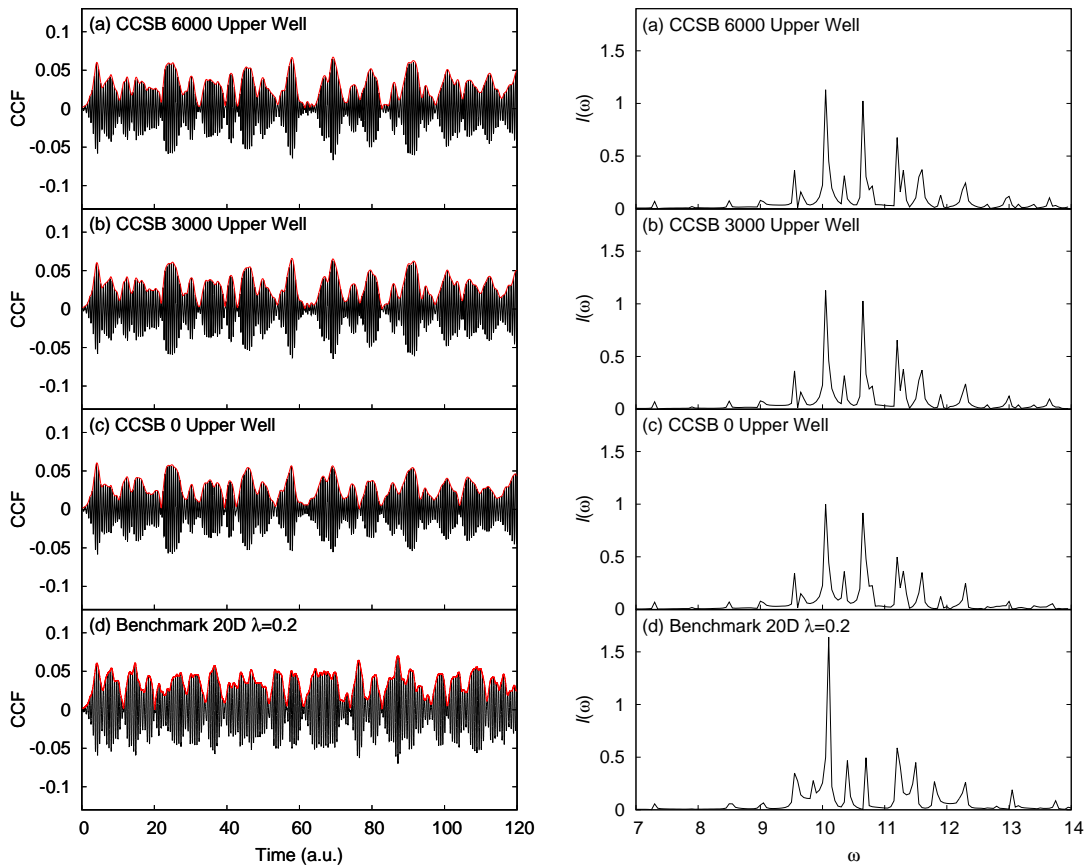 (a) CCSB 6000 Upper Well
0.1
0.05
0
-0.05
-0.1
CCF
(b) CCSB 3000 Upper Well
0.1
0.05
0
-0.05
-0.1
CCF
(c) CCSB 0 Upper Well
0.1
0.05
0
-0.05
-0.1
CCF
(d) Benchmark 20D λ=0.2
0.1
0.05
0
-0.05
-0.1
CCF
0 20 40 60 80 100 120
Time (a.u.)
(a) CCSB 6000 Upper Well
1.5
1
0.5
0
I(ω)
(b) CCSB 3000 Upper Well
1.5
1
0.5
0
I(ω)
(c) CCSB 0 Upper Well
1.5
1
0.5
0
I(ω)
(d) Benchmark 20D λ=0.2
1.5
1
0.5
0
I(ω)
7 8 9 10 11 12 13 14
ω